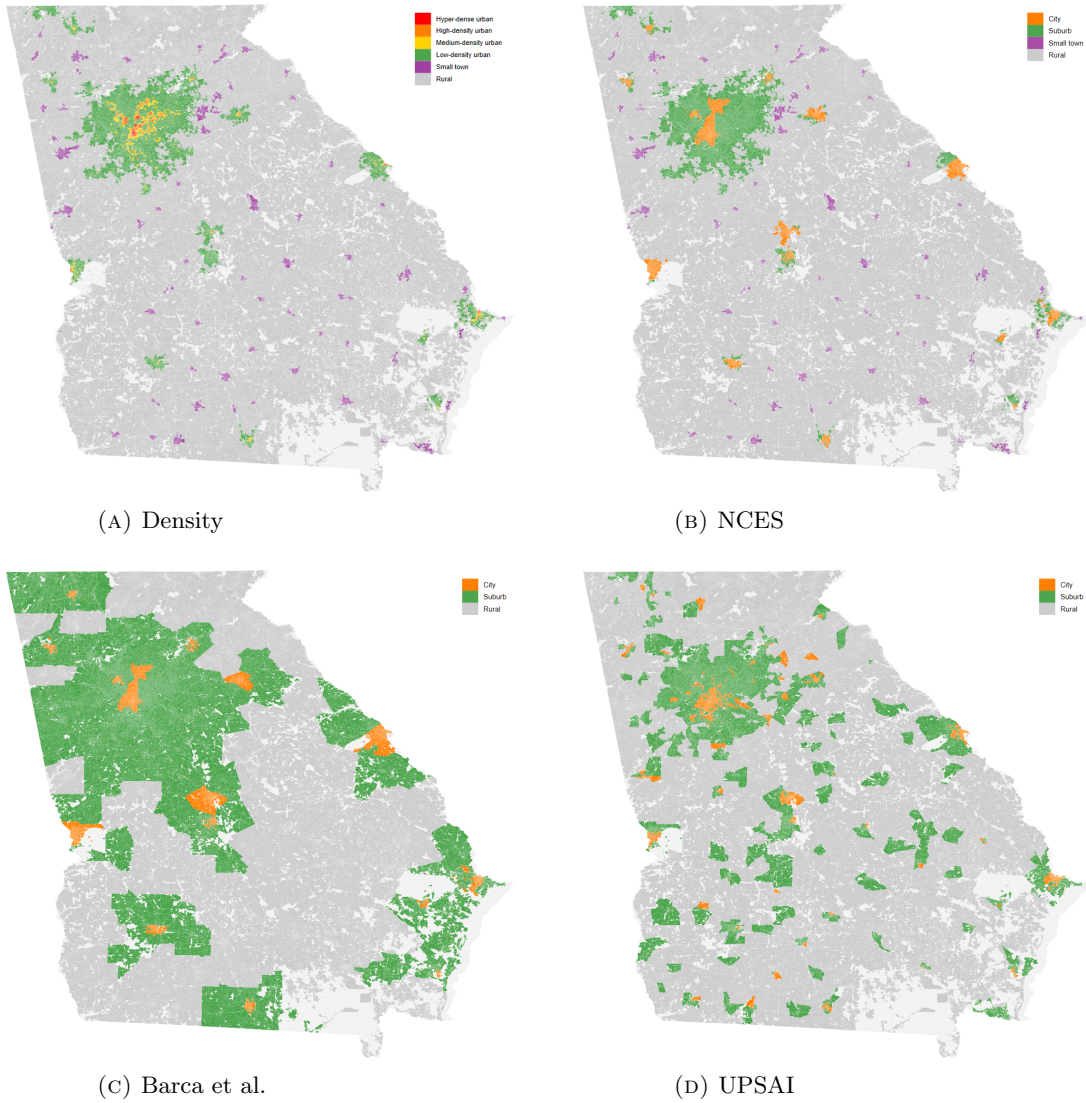 Hyper-dense urban
High-density urban
Medium-density urban
Low-density urban
Small town
Rural
City
Suburb
Small town
Rural
(A) Density
(B) NCES
City
Suburb
Rural
City
Suburb
Rural
(C) Barca et al.
(D) UPSAI